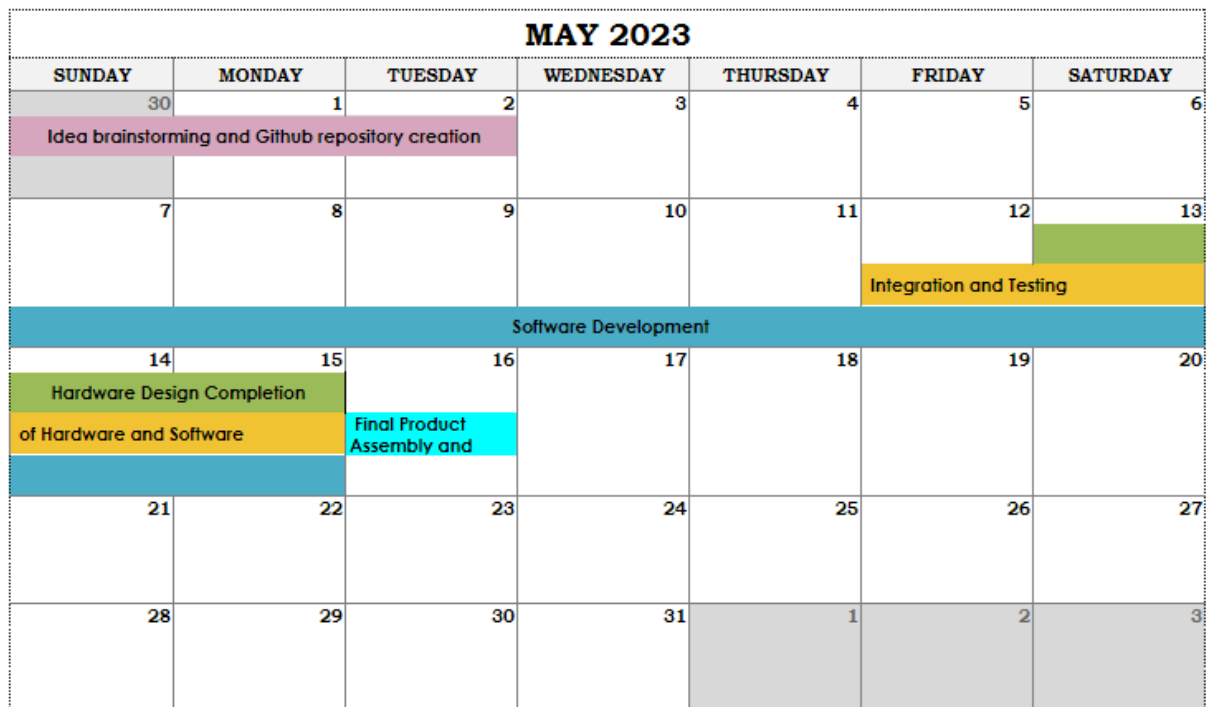 MAY 2023
SUNDAY MONDAY TUESDAY WEDNESDAY THURSDAY FRIDAY SATURDAY
30 1 2 3 4 5 6
Idea brainstorming and Github repository creation
7 8 9 10 11 12 13
Integration and Testing
Software Development
14 15 16 17 18 19 20
Hardware Design Completion
of Hardware and Software
Final Product
Assembly and
21 22 23 24 25 26 27
28 29 30 31 1 2 3